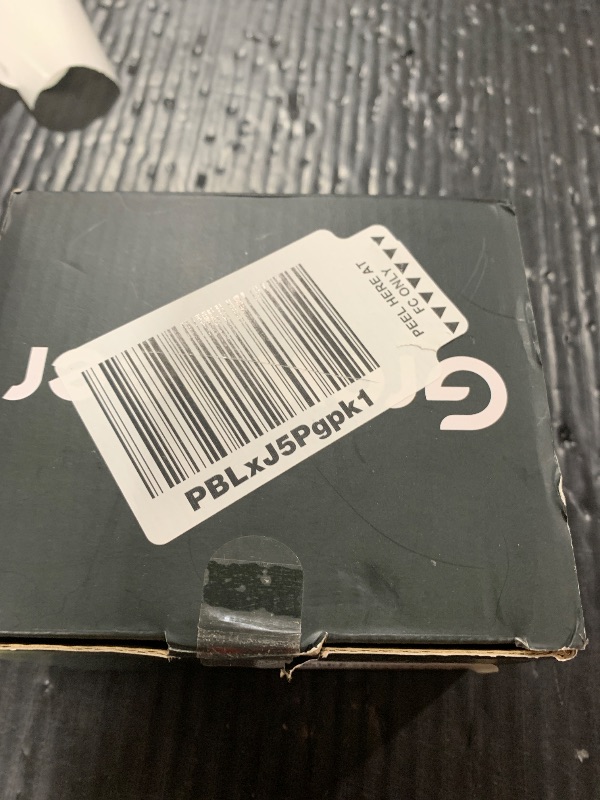 PEEL HERE AT
FC ONLY
PBLxJ5Pgpk1